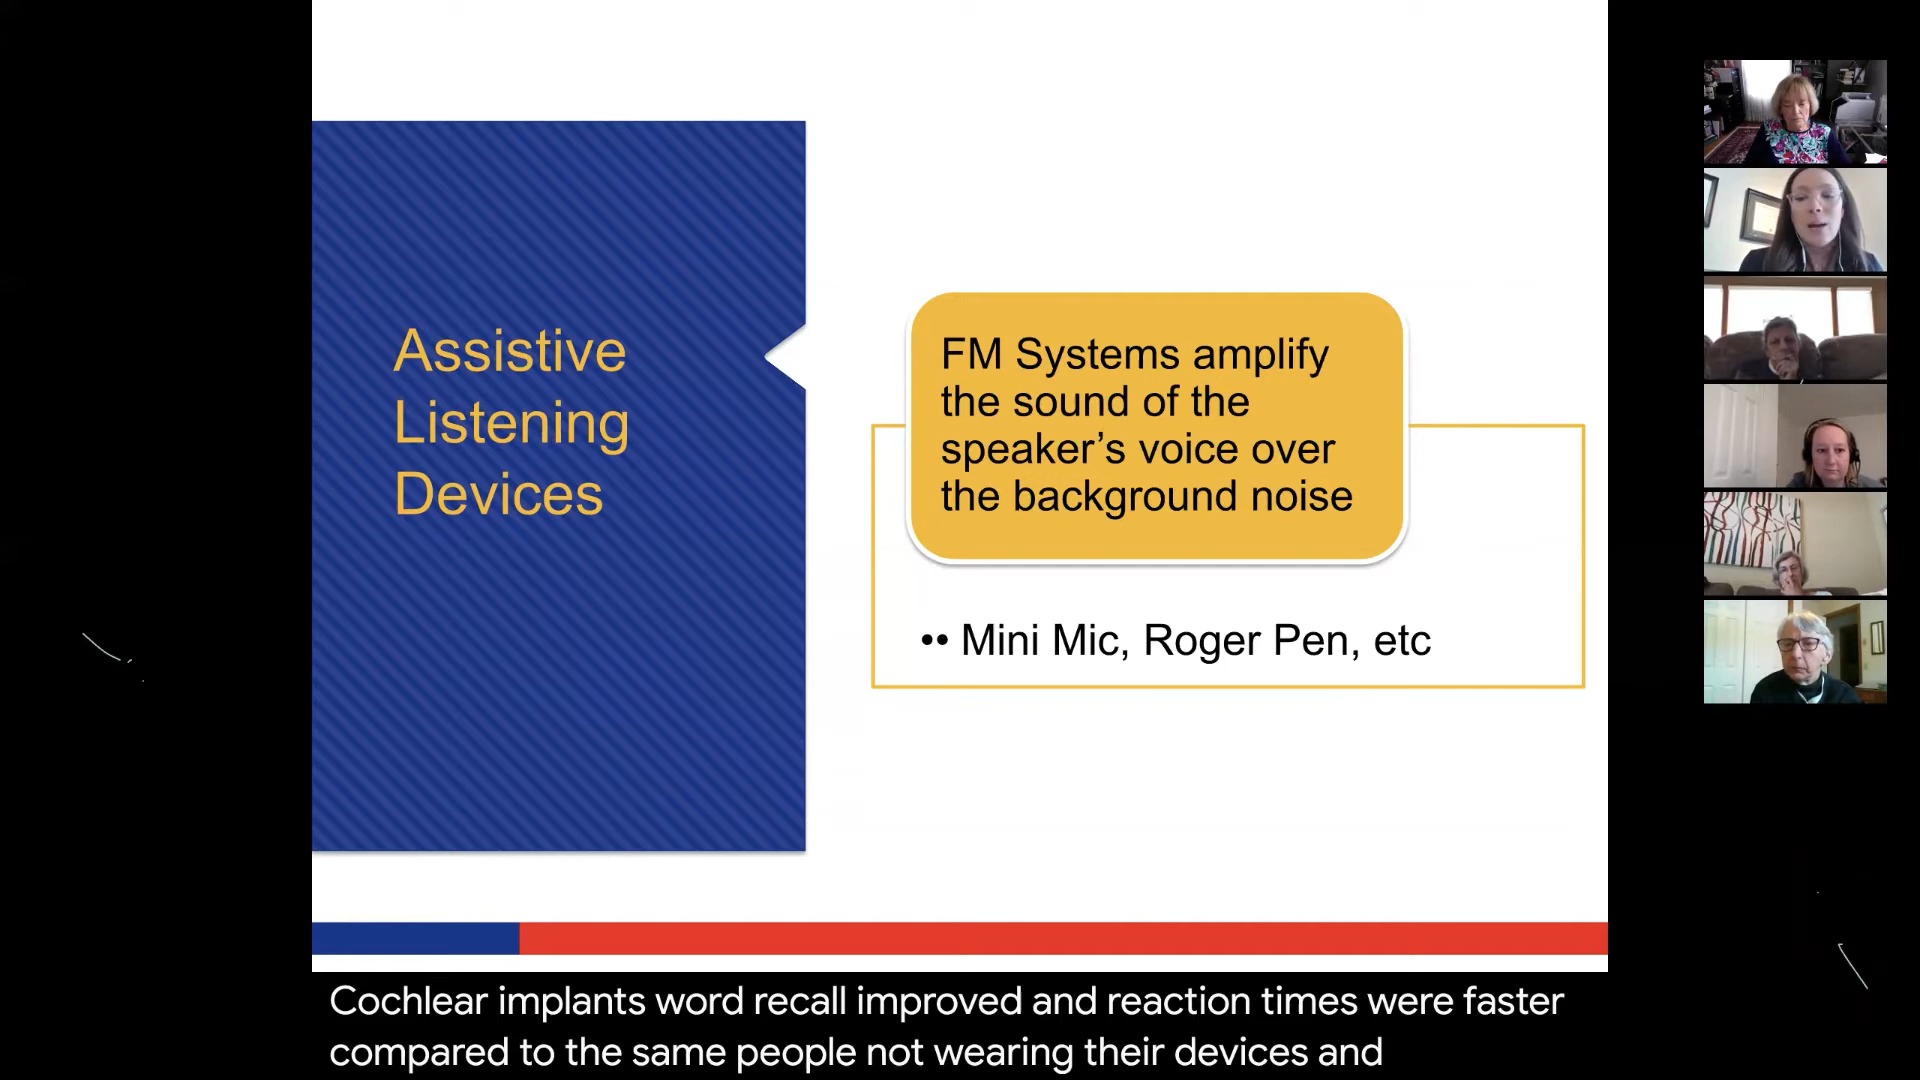 Assistive
Listening
Devices
FM Systems amplify
the sound of the
speaker’s voice over
the background noise
•• Mini Mic, Roger Pen, etc
Cochlear implants word recall improved and reaction times were faster
compared to the same people not wearing their devices and